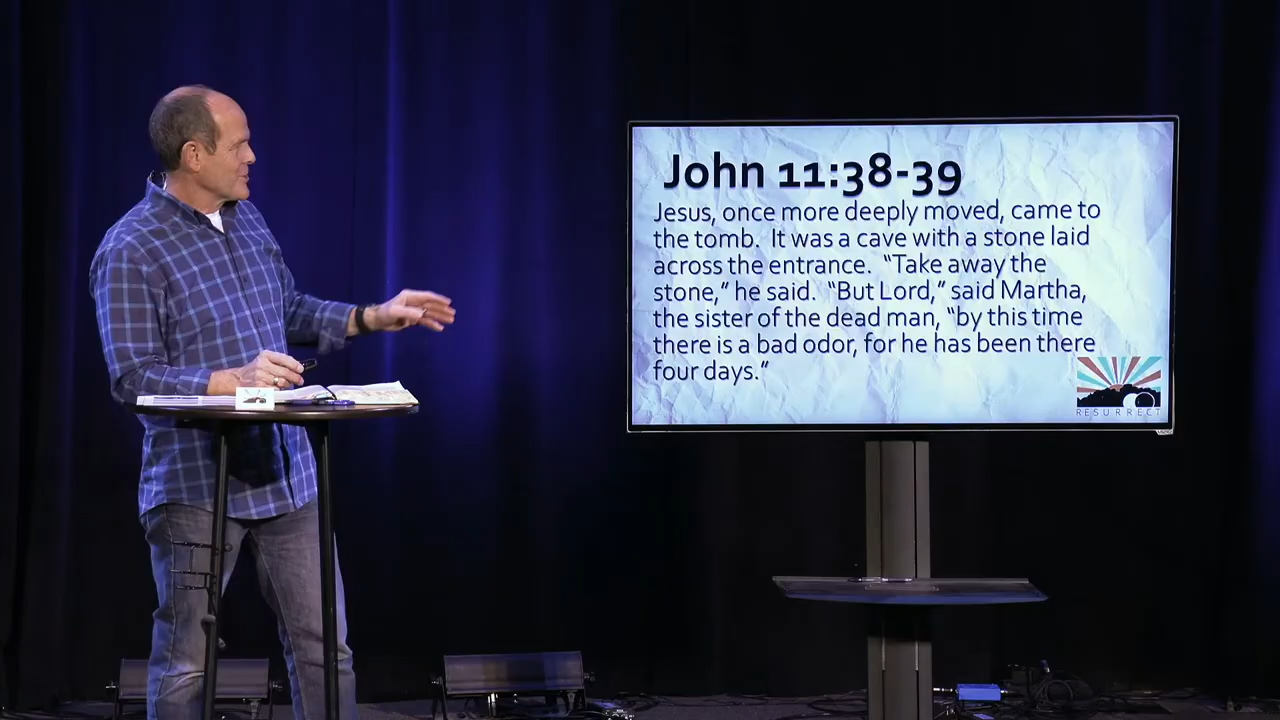 John 11:38-39
Jesus, once more deeply moved, came to
the tomb.  It was a cave with a stone laid
across the entrance.  “Take away the
stone,” he said.  “But Lord,” said Martha,
the sister of the dead man, “by this time
there is a bad odor, for he has been there
four days.”
RESURRECT